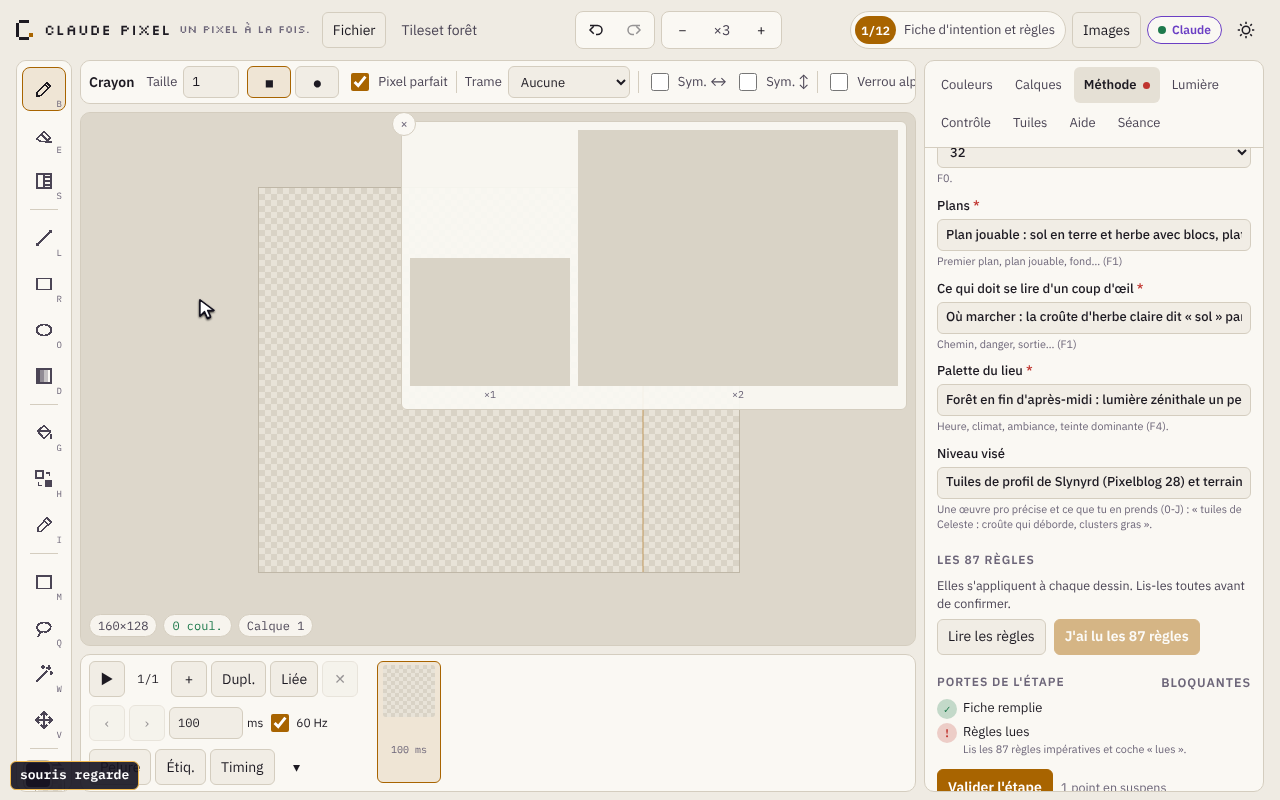 CLAUDE PIXEL
UN PIXEL À LA FOIS.
Fichier
Tileset forêt
−
×3
+
1/12
Fiche d'intention et règles
Images
Claude
Crayon
Taille
1
Pixel parfait
Trame
Aucune
Sym. ↔
Sym. ↕
Verrou alp
B
E
S
L
R
O
D
G
H
I
M
Q
W
V
×
×1
×2
160×128
0 coul.
Calque 1
1/1
+
Dupl.
Liée
×
‹
›
100
ms
60 Hz
Étiq.
Timing
▼
100 ms
souris regarde
Couleurs
Calques
Méthode
Lumière
Contrôle
Tuiles
Aide
Séance
32
F0.
Plans *
Plan jouable : sol en terre et herbe avec blocs, pla
Premier plan, plan jouable, fond… (F1)
Ce qui doit se lire d'un coup d'œil *
Où marcher : la croûte d'herbe claire dit « sol » pa
Chemin, danger, sortie… (F1)
Palette du lieu *
Forêt en fin d'après-midi : lumière zénithale un pe
Heure, climat, ambiance, teinte dominante (F4).
Niveau visé
Tuiles de profil de Slynyrd (Pixelblog 28) et terrain
Une œuvre pro précise et ce que tu en prends (0-J) : « tuiles de
Celeste : croûte qui déborde, clusters gras ».
LES 87 RÈGLES
Elles s'appliquent à chaque dessin. Lis-les toutes avant
de confirmer.
Lire les règles
J'ai lu les 87 règles
PORTES DE L'ÉTAPE
BLOQUANTES
✓ Fiche remplie
! Règles lues
Lis les 87 règles impératives et coche « lues ».
Valider l'étape
1 point en suspens